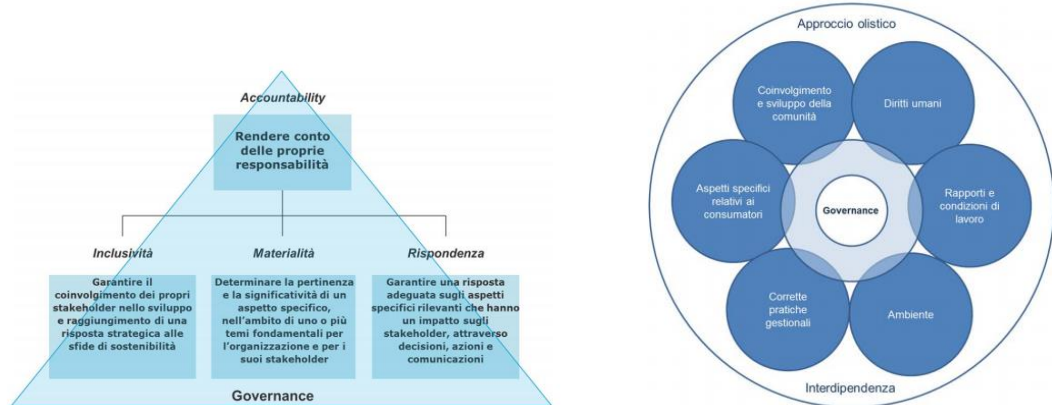 Accountability
Rendere conto
delle proprie
responsabilità
Inclusività
Garantire il
coinvolgimento dei propri
stakeholder nello sviluppo
e raggiungimento di una
risposta strategica alle
sfide di sostenibilità
Materialità
Determinare la pertinenza
e la significatività di un
aspetto specifico,
nell'ambito di uno o più
temi fondamentali per
l'organizzazione e per i
suoi stakeholder
Rispondenza
Garantire una risposta
adeguata sugli aspetti
specifici rilevanti che hanno
un impatto sugli
stakeholder, attraverso
decisioni, azioni e
comunicazioni
Governance
Approccio olistico
Coinvolgimento
e sviluppo della
comunità
Diritti umani
Aspetti specifici
relativi ai
consumatori
Governance
Rapporti e
condizioni di
lavoro
Corrette
pratiche
gestionali
Ambiente
Interdipendenza